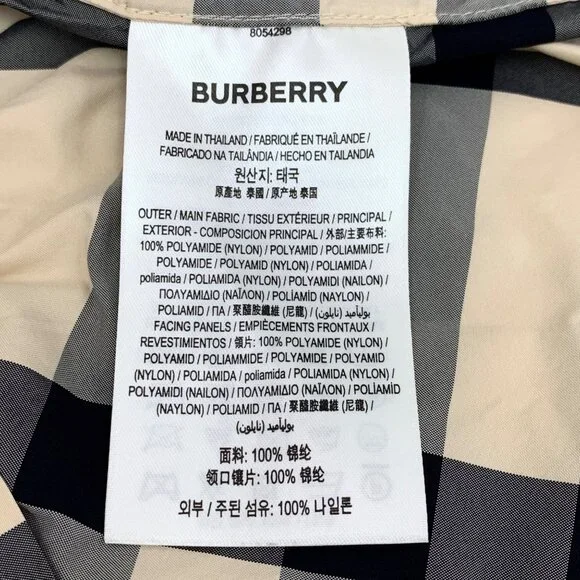 8054298
BURBERRY
MADE IN THAILAND / FABRIQUÉ EN THAÏLANDE /
FABRICADO NA TAILÂNDIA / HECHO EN TAILANDIA
원산지: 태국
原產地 泰國 / 原产地 泰国
OUTER / MAIN FABRIC / TISSU EXTÉRIEUR / PRINCIPAL /
EXTERIOR - COMPOSICION PRINCIPAL / 外部/主要布料:
100% POLYAMIDE (NYLON) / POLYAMID / POLIAMMIDE /
POLYAMIDE / POLYAMID (NYLON) / POLIAMIDA /
poliamida / POLIAMIDA (NYLON) / POLYAMIDI (NAILON) /
ΠΟΛΥΑΜΙΔΙΟ (ΝΑΪΛΟΝ) / POLİAMİD (NAYLON) /
POLIAMID / ПА / 聚醯胺纖維 (尼龍) / بولياميد (نايلون) /
FACING PANELS / EMPIÈCEMENTS FRONTAUX /
REVESTIMIENTOS / 领片: 100% POLYAMIDE (NYLON) /
POLYAMID / POLIAMMIDE / POLYAMIDE / POLYAMID
(NYLON) / POLIAMIDA / poliamida / POLIAMIDA (NYLON) /
POLYAMIDI (NAILON) / ΠΟΛΥΑΜΙΔΙΟ (ΝΑΪΛΟΝ) / POLİAMİD
(NAYLON) / POLIAMID / ПА / 聚醯胺纖維 (尼龍) /
بولياميد (نايلون) /
面料: 100% 锦纶
领口镶片: 100% 锦纶
외부 / 주된 섬유: 100% 나일론